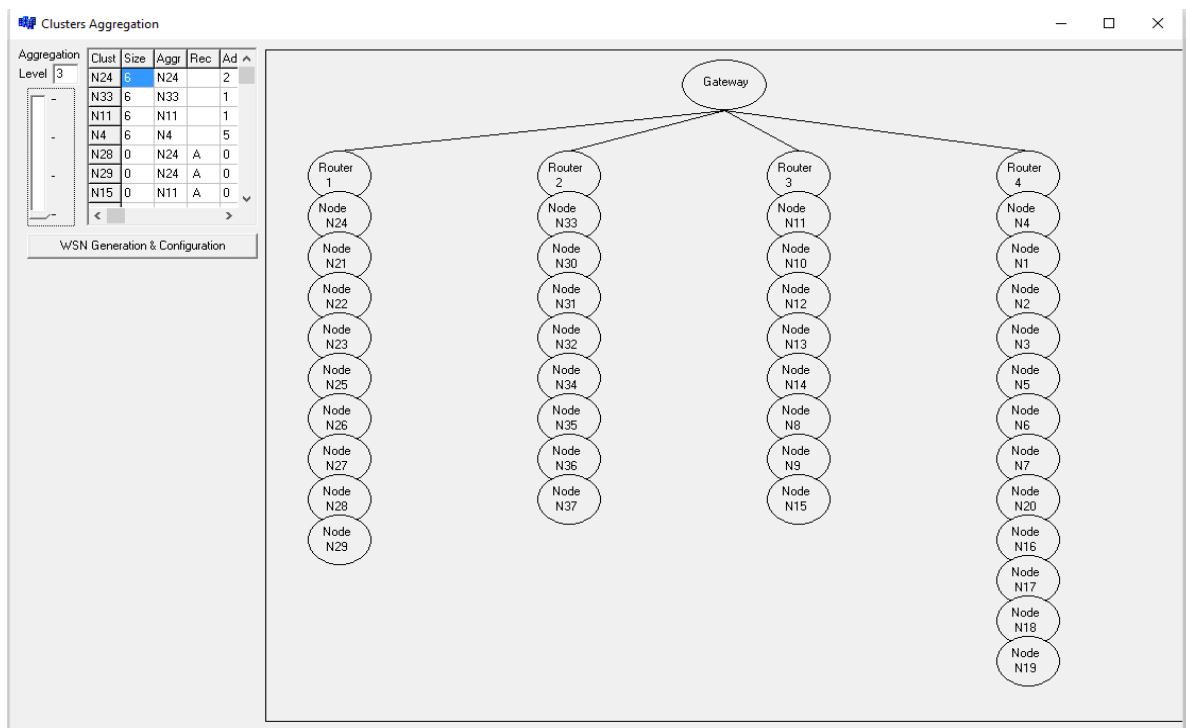 Clusters Aggregation
Aggregation
Level 3
Clust Size Aggr Rec Ad
N24 6 N24 2
N33 6 N33 1
N11 6 N11 1
N4 6 N4 5
N28 0 N24 A 0
N29 0 N24 A 0
N15 0 N11 A 0
WSN Generation & Configuration
Gateway
Router
1
Node
N24
Node
N21
Node
N22
Node
N23
Node
N25
Node
N26
Node
N27
Node
N28
Node
N29
Router
2
Node
N33
Node
N30
Node
N31
Node
N32
Node
N34
Node
N35
Node
N36
Node
N37
Router
3
Node
N11
Node
N10
Node
N12
Node
N13
Node
N14
Node
N8
Node
N9
Node
N15
Router
4
Node
N4
Node
N1
Node
N2
Node
N3
Node
N5
Node
N6
Node
N7
Node
N20
Node
N16
Node
N17
Node
N18
Node
N19